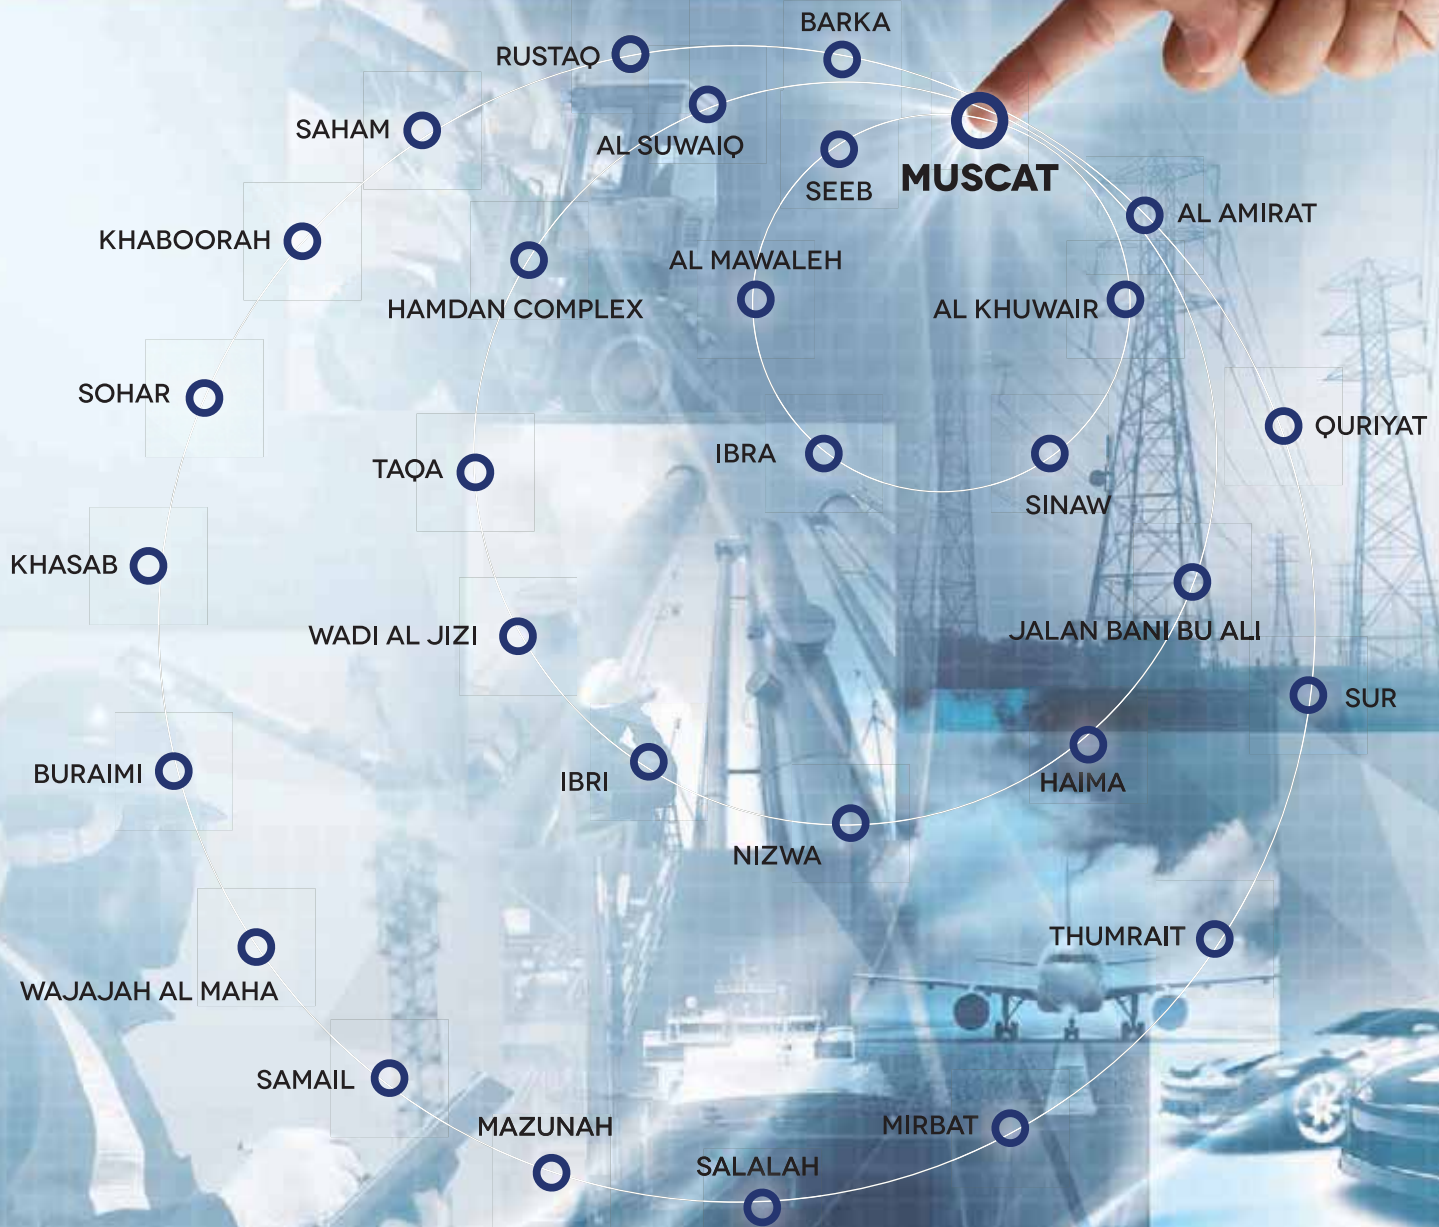 BARKA
RUSTAQ
SAHAM
AL SUWAIQ
SEEB
MUSCAT
AL AMIRAT
KHABOORAH
AL MAWALEH
HAMDAN COMPLEX
AL KHUWAIR
SOHAR
QURIYAT
TAQA
IBRA
SINAW
KHASAB
WADI AL JIZI
JALAN BANI BU ALI
SUR
BURAIMI
IBRI
HAIMA
NIZWA
THUMRAIT
WAJAJAH AL MAHA
SAMAIL
MAZUNAH
MIRBAT
SALALAH